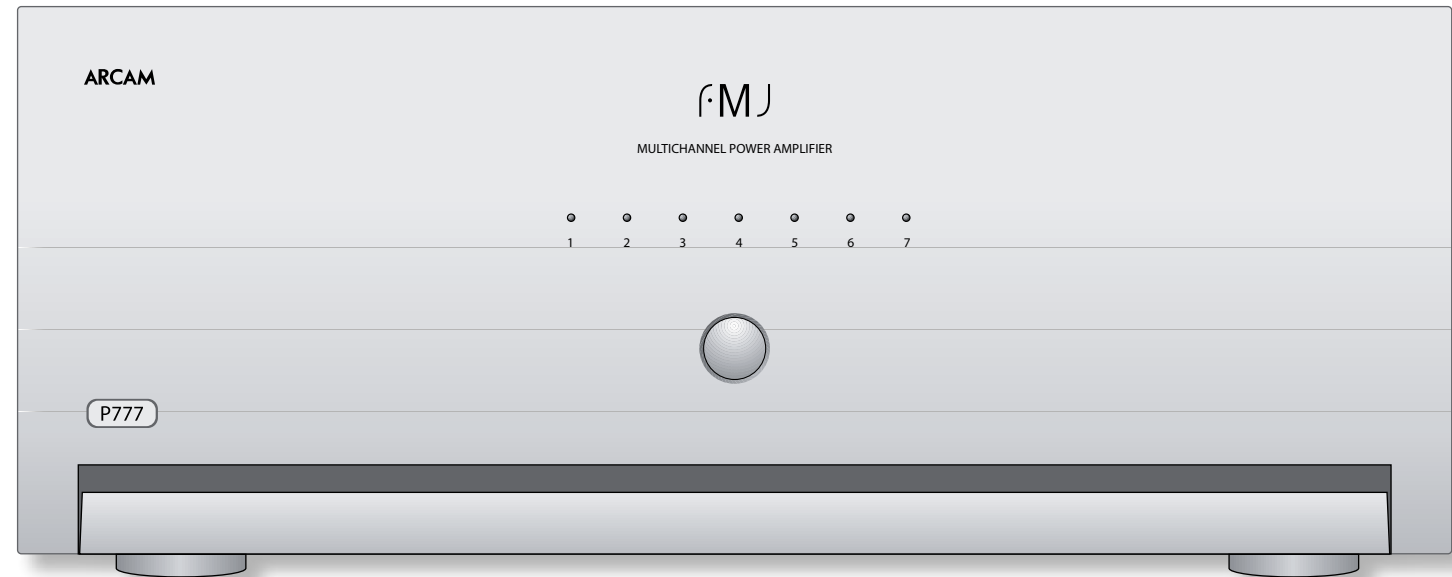 ARCAM
FMJ
MULTICHANNEL POWER AMPLIFIER
1 2 3 4 5 6 7
P777